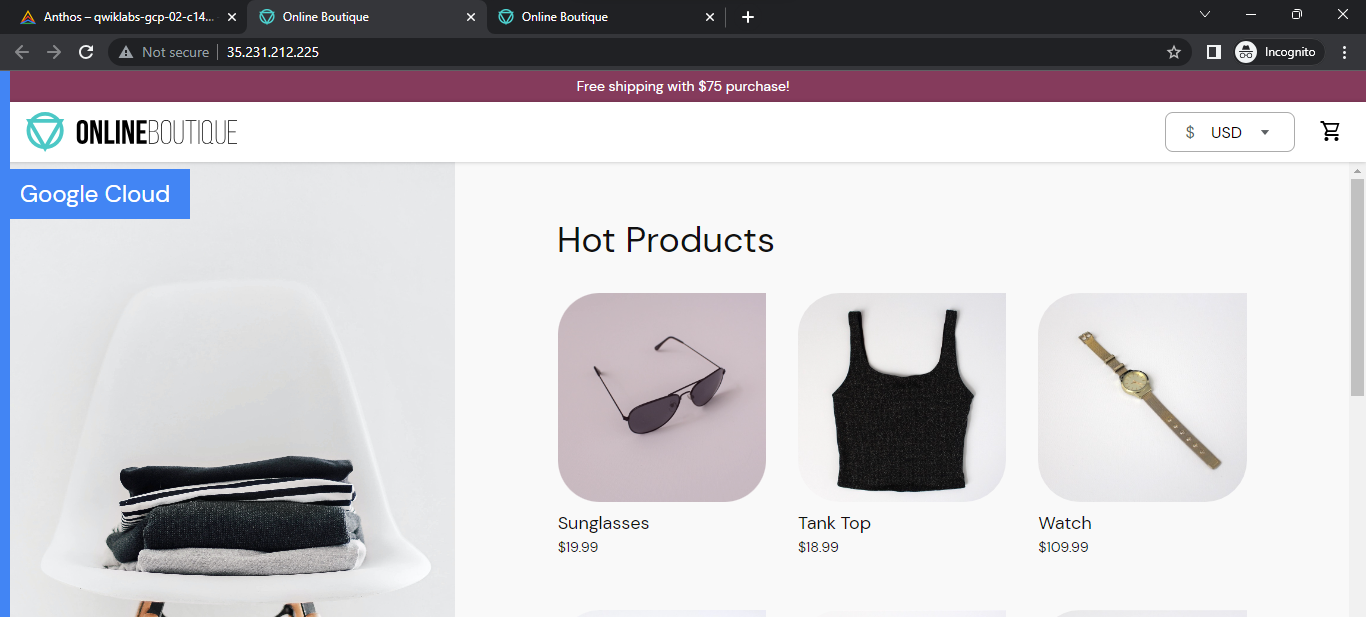 Anthos – qwiklabs-gcp-02-c14...
Online Boutique
Online Boutique
Not secure
35.231.212.225
Incognito
Free shipping with $75 purchase!
ONLINEBOUTIQUE
$ USD
Google Cloud
Hot Products
Sunglasses
$19.99
Tank Top
$18.99
Watch
$109.99